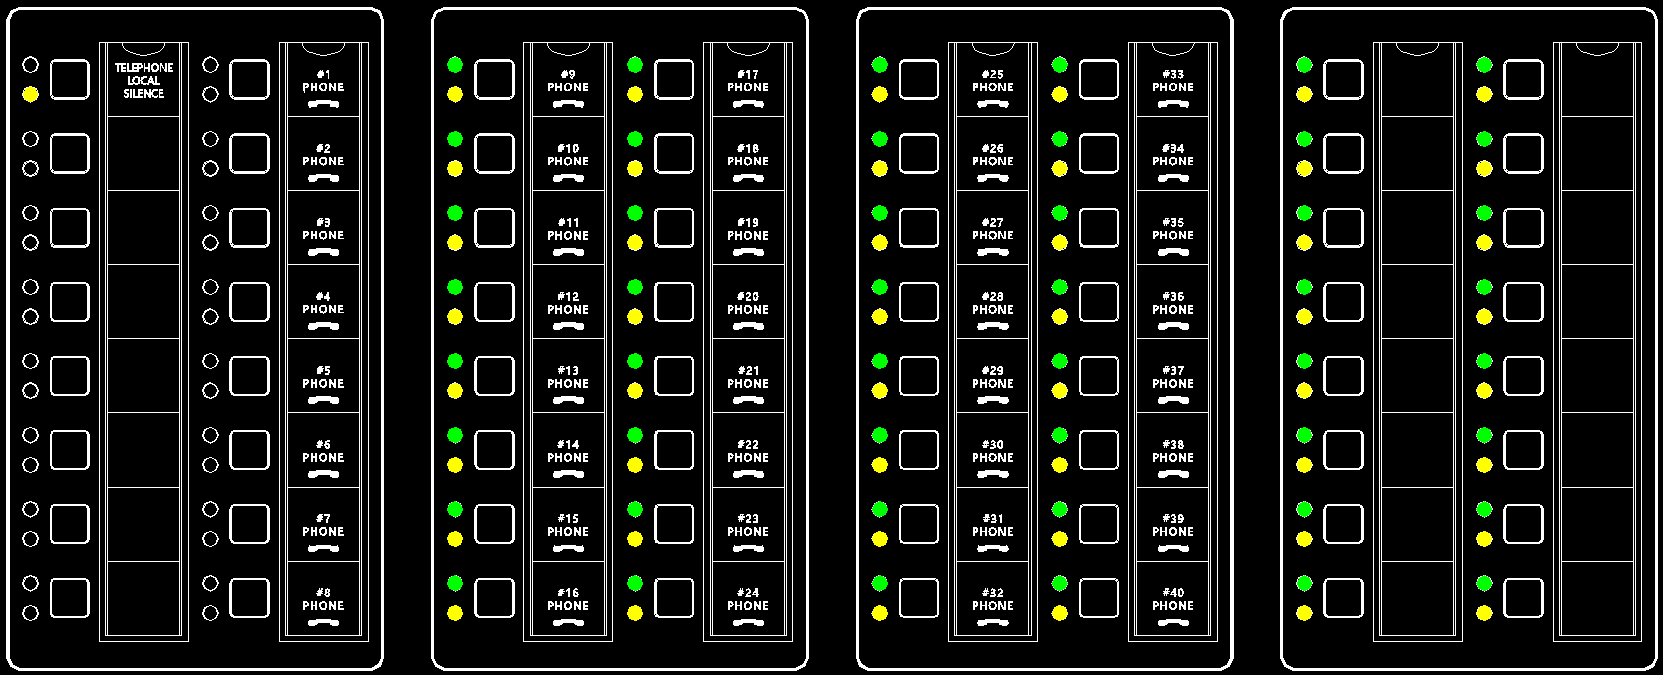 TELEPHONE
LOCAL
SILENCE
#1
PHONE
#2
PHONE
#3
PHONE
#4
PHONE
#5
PHONE
#6
PHONE
#7
PHONE
#8
PHONE
#9
PHONE
#10
PHONE
#11
PHONE
#12
PHONE
#13
PHONE
#14
PHONE
#15
PHONE
#16
PHONE
#17
PHONE
#18
PHONE
#19
PHONE
#20
PHONE
#21
PHONE
#22
PHONE
#23
PHONE
#24
PHONE
#25
PHONE
#26
PHONE
#27
PHONE
#28
PHONE
#29
PHONE
#30
PHONE
#31
PHONE
#32
PHONE
#33
PHONE
#34
PHONE
#35
PHONE
#36
PHONE
#37
PHONE
#38
PHONE
#39
PHONE
#40
PHONE